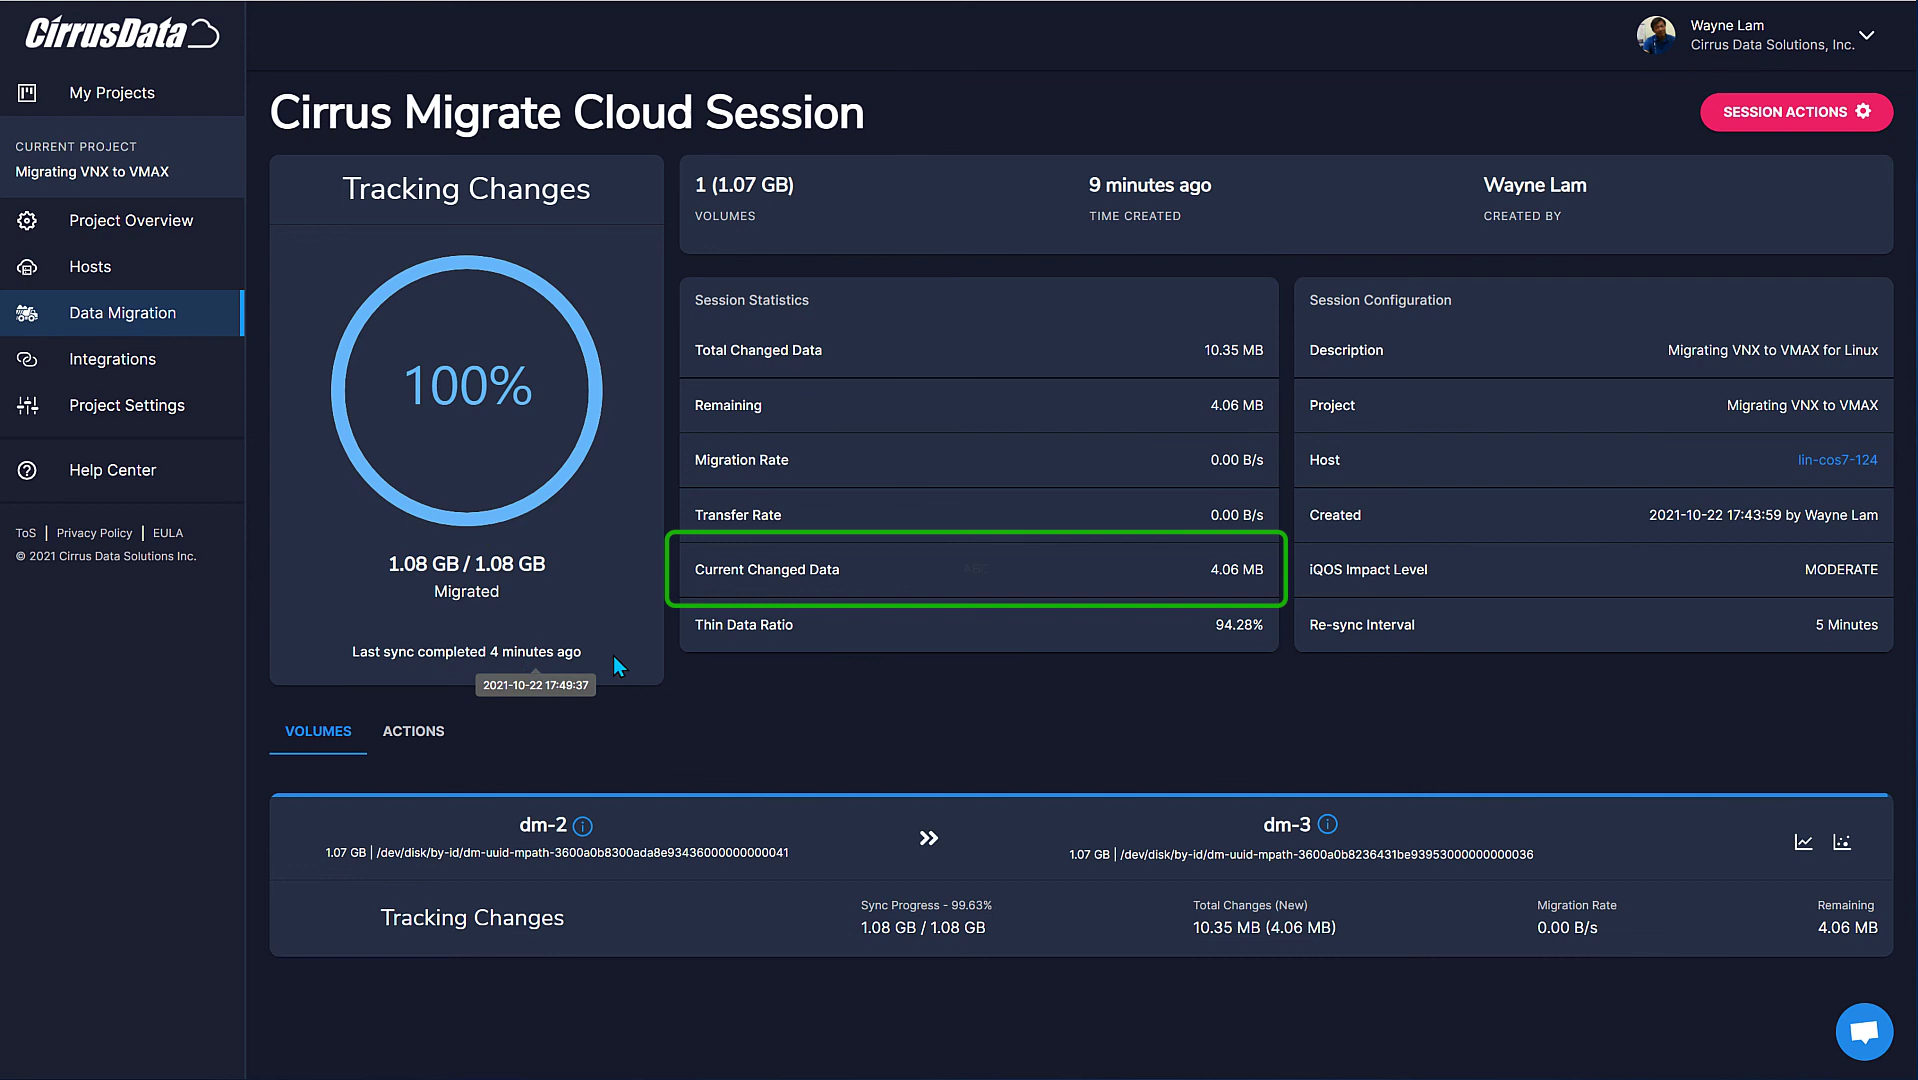 CirrusData
Wayne Lam
Cirrus Data Solutions, Inc.
My Projects
CURRENT PROJECT
Migrating VNX to VMAX
Project Overview
Hosts
Data Migration
Integrations
Project Settings
Help Center
ToS | Privacy Policy | EULA
© 2021 Cirrus Data Solutions Inc.
Cirrus Migrate Cloud Session
SESSION ACTIONS
Tracking Changes
100%
1.08 GB / 1.08 GB
Migrated
Last sync completed 4 minutes ago
2021-10-22 17:49:37
1 (1.07 GB)
VOLUMES
9 minutes ago
TIME CREATED
Wayne Lam
CREATED BY
Session Statistics
Total Changed Data 10.35 MB
Remaining 4.06 MB
Migration Rate 0.00 B/s
Transfer Rate 0.00 B/s
Current Changed Data ABC 4.06 MB
Thin Data Ratio 94.28%
Session Configuration
Description Migrating VNX to VMAX for Linux
Project Migrating VNX to VMAX
Host lin-cos7-124
Created 2021-10-22 17:43:59 by Wayne Lam
iQOS Impact Level MODERATE
Re-sync Interval 5 Minutes
VOLUMES
ACTIONS
dm-2
1.07 GB | /dev/disk/by-id/dm-uuid-mpath-3600a0b8300ada8e93436000000000041
dm-3
1.07 GB | /dev/disk/by-id/dm-uuid-mpath-3600a0b8236431be93953000000000036
Tracking Changes
Sync Progress - 99.63%
1.08 GB / 1.08 GB
Total Changes (New)
10.35 MB (4.06 MB)
Migration Rate
0.00 B/s
Remaining
4.06 MB